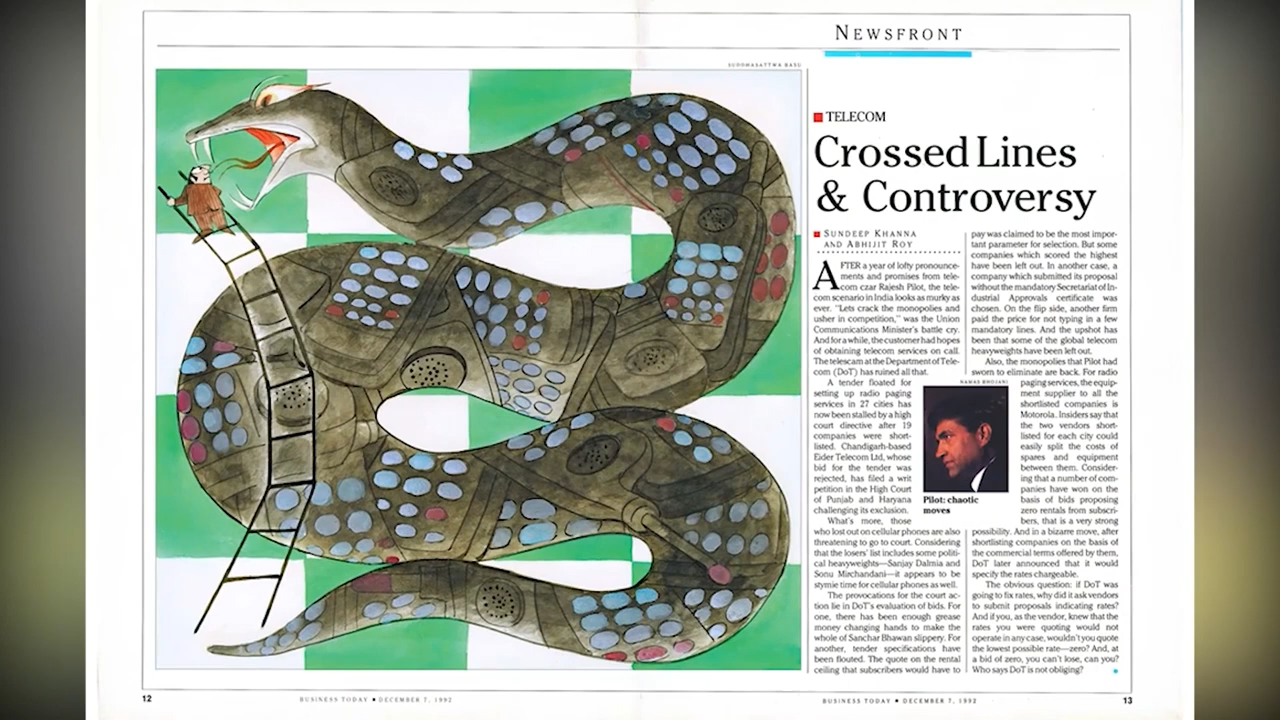 NEWSFRONT
SUDDHASATTWA BASU
TELECOM
Crossed Lines
& Controversy
SUNDEEP KHANNA
AND ABHIJIT ROY
AFTER a year of lofty pronounce-
ments and promises from tele-
com czar Rajesh Pilot, the tele-
com scenario in India looks as murky as
ever. "Lets crack the monopolies and
usher in competition," was the Union
Communications Minister's battle cry.
And for a while, the customer had hopes
of obtaining telecom services on call.
The telescam at the Department of Tele-
com (DoT) has ruined all that.
A tender floated for
setting up radio paging
services in 27 cities has
now been stalled by a high
court directive after 19
companies were short-
listed. Chandigarh-based
Eider Telecom Ltd, whose
bid for the tender was
rejected, has filed a writ
petition in the High Court
of Punjab and Haryana
challenging its exclusion.
What's more, those
who lost out on cellular phones are also
threatening to go to court. Considering
that the losers' list includes some politi-
cal heavyweights—Sanjay Dalmia and
Sonu Mirchandani—it appears to be
stymie time for cellular phones as well.
The provocations for the court ac-
tion lie in DoT's evaluation of bids. For
one, there has been enough grease
money changing hands to make the
whole of Sanchar Bhawan slippery. For
another, tender specifications have
been flouted. The quote on the rental
ceiling that subscribers would have to
pay was claimed to be the most impor-
tant parameter for selection. But some
companies which scored the highest
have been left out. In another case, a
company which submitted its proposal
without the mandatory Secretariat of In-
dustrial Approvals certificate was
chosen. On the flip side, another firm
paid the price for not typing in a few
mandatory lines. And the upshot has
been that some of the global telecom
heavyweights have been left out.
Also, the monopolies that Pilot had
sworn to eliminate are back. For radio
paging services, the equip-
ment supplier to all the
shortlisted companies is
Motorola. Insiders say that
the two vendors short-
listed for each city could
easily split the costs of
spares and equipment
between them. Consider-
ing that a number of com-
panies have won on the
basis of bids proposing
zero rentals from subscri-
bers, that is a very strong
possibility. And in a bizarre move, after
shortlisting companies on the basis of
the commercial terms offered by them,
DoT later announced that it would
specify the rates chargeable.
The obvious question: if DoT was
going to fix rates, why did it ask vendors
to submit proposals indicating rates?
And if you, as the vendor, knew that the
rates you were quoting would not
operate in any case, wouldn't you quote
the lowest possible rate—zero? And, at
a bid of zero, you can't lose, can you?
Who says DoT is not obliging?
NAMAS BHOJANI
Pilot: chaotic
moves
12
BUSINESS TODAY • DECEMBER 7, 1992
BUSINESS TODAY • DECEMBER 7, 1992
13